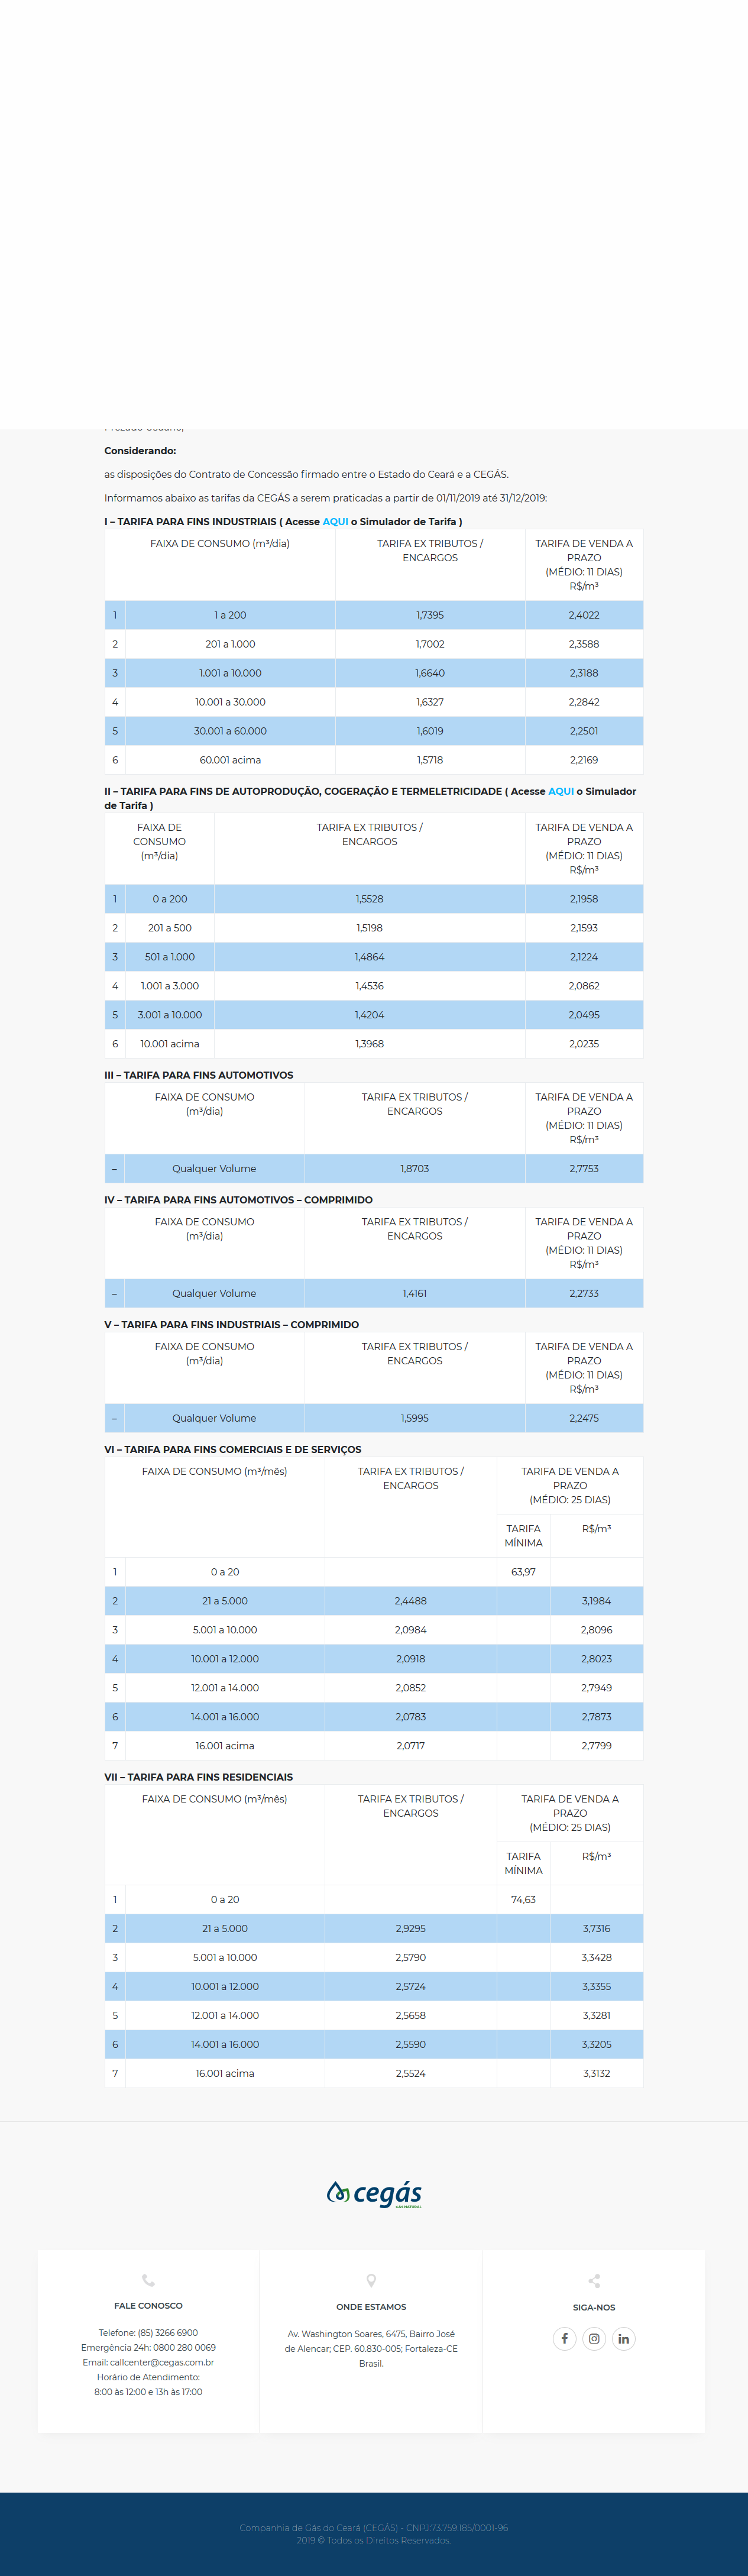 Considerando:
as disposições do Contrato de Concessão firmado entre o Estado do Ceará e a CEGÁS.
Informamos abaixo as tarifas da CEGÁS a serem praticadas a partir de 01/11/2019 até 31/12/2019:
I – TARIFA PARA FINS INDUSTRIAIS ( Acesse AQUI o Simulador de Tarifa )
FAIXA DE CONSUMO (m³/dia) TARIFA EX TRIBUTOS / TARIFA DE VENDA A
ENCARGOS PRAZO
(MÉDIO: 11 DIAS)
R$/m³
1 1 a 200 1,7395 2,4022
2 201 a 1.000 1,7002 2,3588
3 1.001 a 10.000 1,6640 2,3188
4 10.001 a 30.000 1,6327 2,2842
5 30.001 a 60.000 1,6019 2,2501
6 60.001 acima 1,5718 2,2169
II – TARIFA PARA FINS DE AUTOPRODUÇÃO, COGERAÇÃO E TERMELETRICIDADE ( Acesse AQUI o Simulador
de Tarifa )
FAIXA DE TARIFA EX TRIBUTOS / TARIFA DE VENDA A
CONSUMO ENCARGOS PRAZO
(m³/dia) (MÉDIO: 11 DIAS)
R$/m³
1 0 a 200 1,5528 2,1958
2 201 a 500 1,5198 2,1593
3 501 a 1.000 1,4864 2,1224
4 1.001 a 3.000 1,4536 2,0862
5 3.001 a 10.000 1,4204 2,0495
6 10.001 acima 1,3968 2,0235
III – TARIFA PARA FINS AUTOMOTIVOS
FAIXA DE CONSUMO TARIFA EX TRIBUTOS / TARIFA DE VENDA A
(m³/dia) ENCARGOS PRAZO
(MÉDIO: 11 DIAS)
R$/m³
– Qualquer Volume 1,8703 2,7753
IV – TARIFA PARA FINS AUTOMOTIVOS – COMPRIMIDO
FAIXA DE CONSUMO TARIFA EX TRIBUTOS / TARIFA DE VENDA A
(m³/dia) ENCARGOS PRAZO
(MÉDIO: 11 DIAS)
R$/m³
– Qualquer Volume 1,4161 2,2733
V – TARIFA PARA FINS INDUSTRIAIS – COMPRIMIDO
FAIXA DE CONSUMO TARIFA EX TRIBUTOS / TARIFA DE VENDA A
(m³/dia) ENCARGOS PRAZO
(MÉDIO: 11 DIAS)
R$/m³
– Qualquer Volume 1,5995 2,2475
VI – TARIFA PARA FINS COMERCIAIS E DE SERVIÇOS
FAIXA DE CONSUMO (m³/mês) TARIFA EX TRIBUTOS / TARIFA DE VENDA A
ENCARGOS PRAZO
(MÉDIO: 25 DIAS)
TARIFA R$/m³
MÍNIMA
1 0 a 20 63,97
2 21 a 5.000 2,4488 3,1984
3 5.001 a 10.000 2,0984 2,8096
4 10.001 a 12.000 2,0918 2,8023
5 12.001 a 14.000 2,0852 2,7949
6 14.001 a 16.000 2,0783 2,7873
7 16.001 acima 2,0717 2,7799
VII – TARIFA PARA FINS RESIDENCIAIS
FAIXA DE CONSUMO (m³/mês) TARIFA EX TRIBUTOS / TARIFA DE VENDA A
ENCARGOS PRAZO
(MÉDIO: 25 DIAS)
TARIFA R$/m³
MÍNIMA
1 0 a 20 74,63
2 21 a 5.000 2,9295 3,7316
3 5.001 a 10.000 2,5790 3,3428
4 10.001 a 12.000 2,5724 3,3355
5 12.001 a 14.000 2,5658 3,3281
6 14.001 a 16.000 2,5590 3,3205
7 16.001 acima 2,5524 3,3132
cegás
GÁS NATURAL
FALE CONOSCO
Telefone: (85) 3266 6900
Emergência 24h: 0800 280 0069
Email: callcenter@cegas.com.br
Horário de Atendimento:
8:00 às 12:00 e 13h às 17:00
ONDE ESTAMOS
Av. Washington Soares, 6475, Bairro José
de Alencar; CEP. 60.830-005; Fortaleza-CE
Brasil.
SIGA-NOS
Companhia de Gás do Ceará (CEGÁS) - CNPJ:73.759.185/0001-96
2019 © Todos os Direitos Reservados.